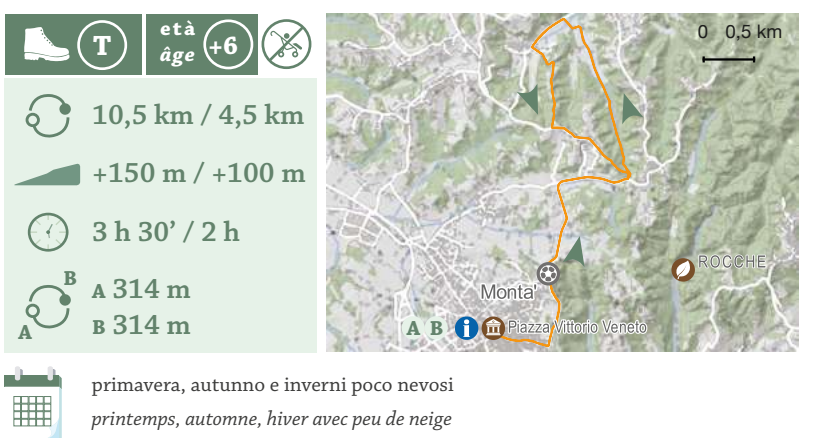 T
età
âge
+6
10,5 km / 4,5 km
+150 m / +100 m
3 h 30’ / 2 h
B
A
A 314 m
B 314 m
0 0,5 km
ROCCHE
Monta'
A B i Piazza Vittorio Veneto
primavera, autunno e inverni poco nevosi
printemps, automne, hiver avec peu de neige